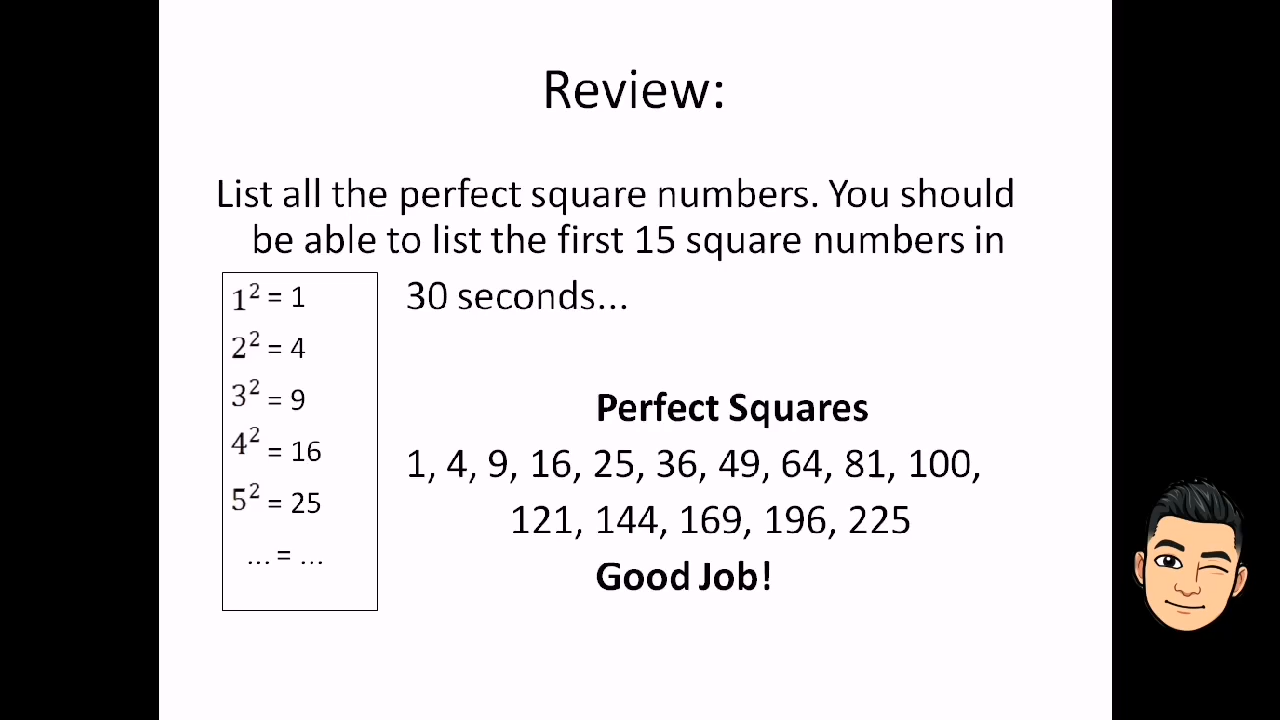 Review:
List all the perfect square numbers. You should
be able to list the first 15 square numbers in
30 seconds...
1² = 1
2² = 4
3² = 9
4² = 16
5² = 25
... = ...
Perfect Squares
1, 4, 9, 16, 25, 36, 49, 64, 81, 100,
121, 144, 169, 196, 225
Good Job!